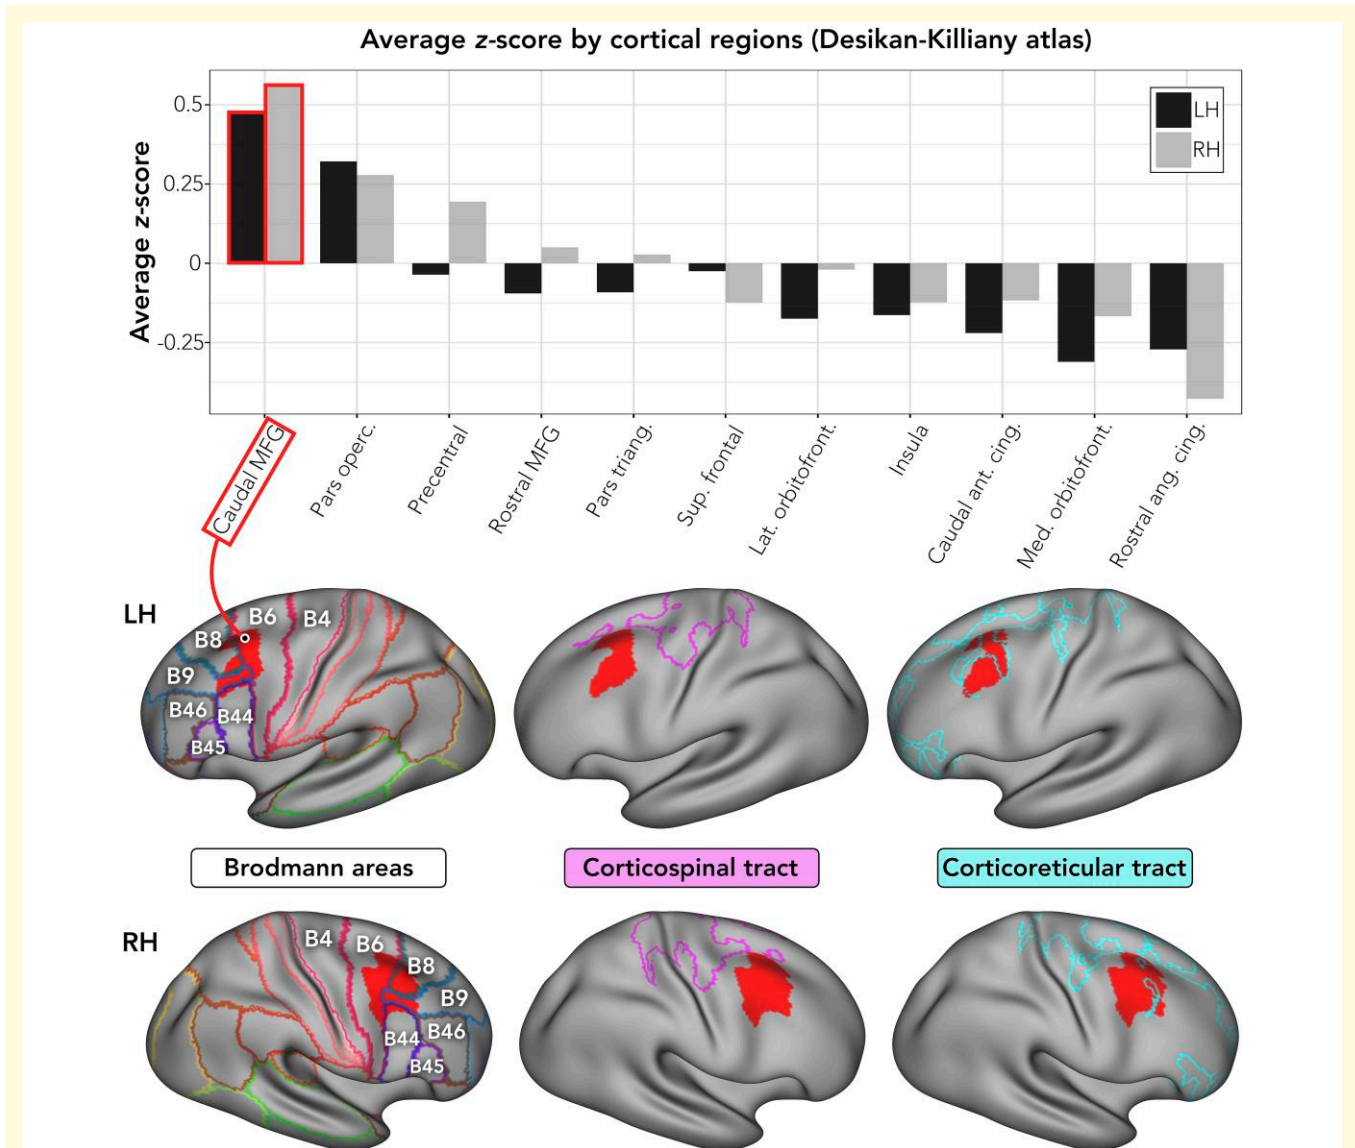 Average z-score by cortical regions (Desikan-Killiany atlas)
Average z-score
0.5
0.25
0
-0.25
LH
RH
Caudal MFG
Pars operc.
Precentral
Rostral MFG
Pars triang.
Sup. frontal
Lat. orbitofront.
Insula
Caudal ant. cing.
Med. orbitofront.
Rostral ang. cing.
LH
B6
B4
B8
B9
B46
B44
B45
Brodmann areas
Corticospinal tract
Corticoreticular tract
RH
B4
B6
B8
B9
B44
B46
B45